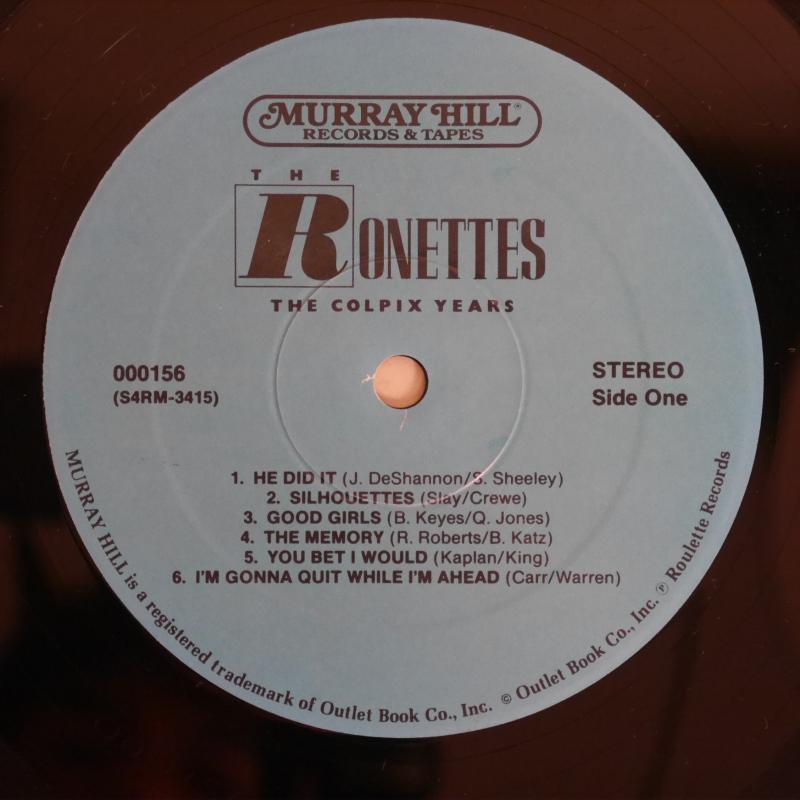 MURRAY HILL®
RECORDS & TAPES
THE
RONETTES
THE COLPIX YEARS
000156
(S4RM-3415)
STEREO
Side One
1. HE DID IT (J. DeShannon/S. Sheeley)
2. SILHOUETTES (Slay/Crewe)
3. GOOD GIRLS (B. Keyes/Q. Jones)
4. THE MEMORY (R. Roberts/B. Katz)
5. YOU BET I WOULD (Kaplan/King)
6. I'M GONNA QUIT WHILE I'M AHEAD (Carr/Warren)
MURRAY HILL is a registered trademark of Outlet Book Co., Inc. © Outlet Book Co., Inc. ℗ Roulette Records